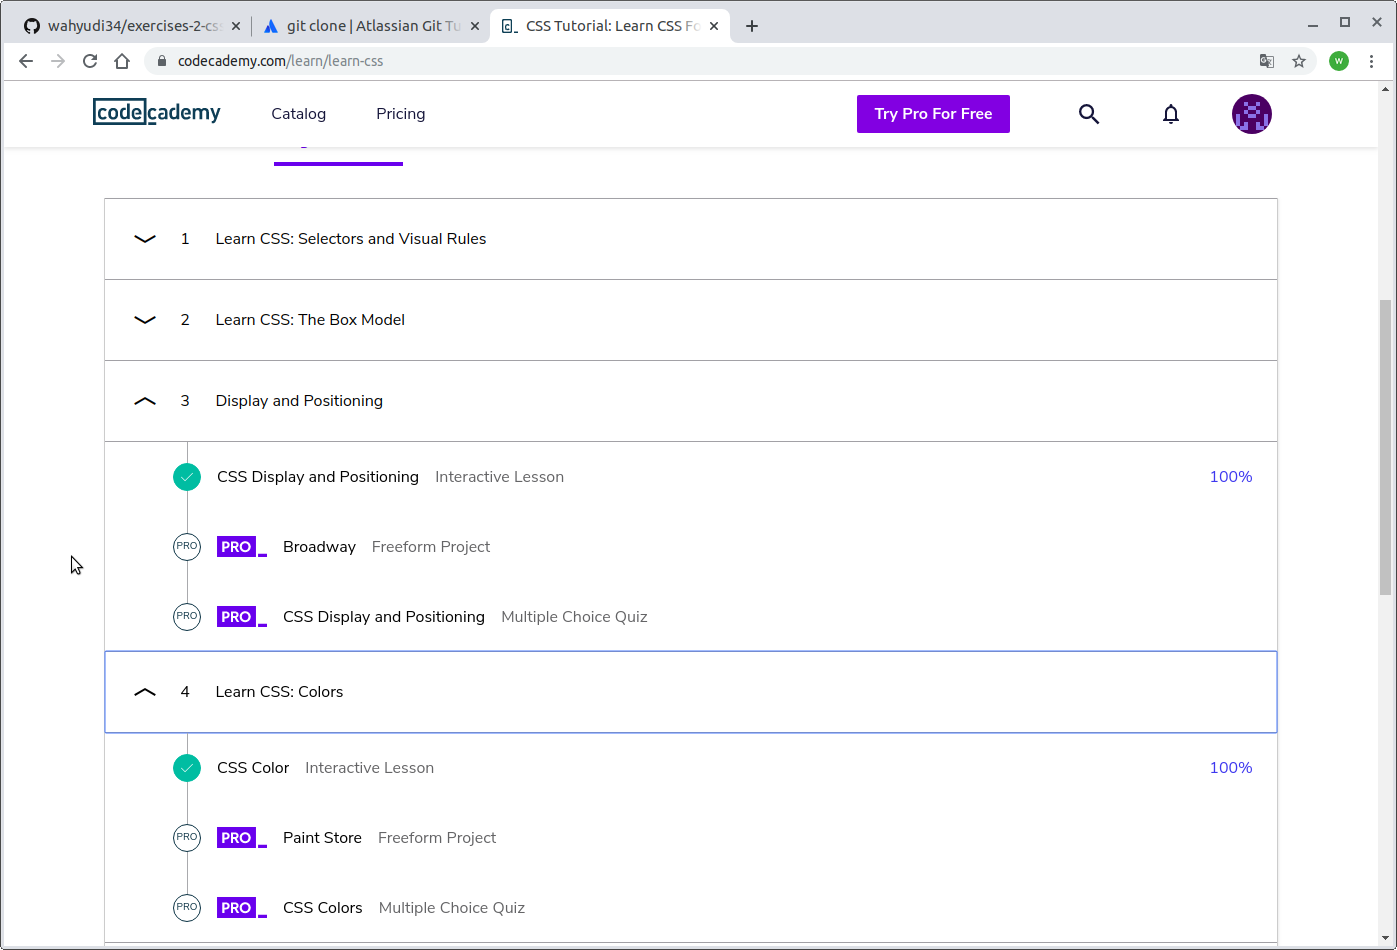 wahyudi34/exercises-2-css
git clone | Atlassian Git Tu
CSS Tutorial: Learn CSS Fo
codecademy.com/learn/learn-css
W
codecademy Catalog Pricing Try Pro For Free
1 Learn CSS: Selectors and Visual Rules
2 Learn CSS: The Box Model
3 Display and Positioning
CSS Display and Positioning Interactive Lesson 100%
PRO PRO_ Broadway Freeform Project
PRO PRO_ CSS Display and Positioning Multiple Choice Quiz
4 Learn CSS: Colors
CSS Color Interactive Lesson 100%
PRO PRO_ Paint Store Freeform Project
PRO PRO_ CSS Colors Multiple Choice Quiz